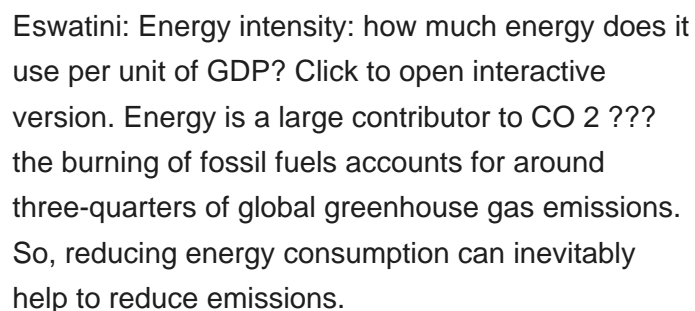 Eswatini: Energy intensity: how much energy does it
use per unit of GDP? Click to open interactive
version. Energy is a large contributor to CO 2 ???
the burning of fossil fuels accounts for around
three-quarters of global greenhouse gas emissions.
So, reducing energy consumption can inevitably
help to reduce emissions.